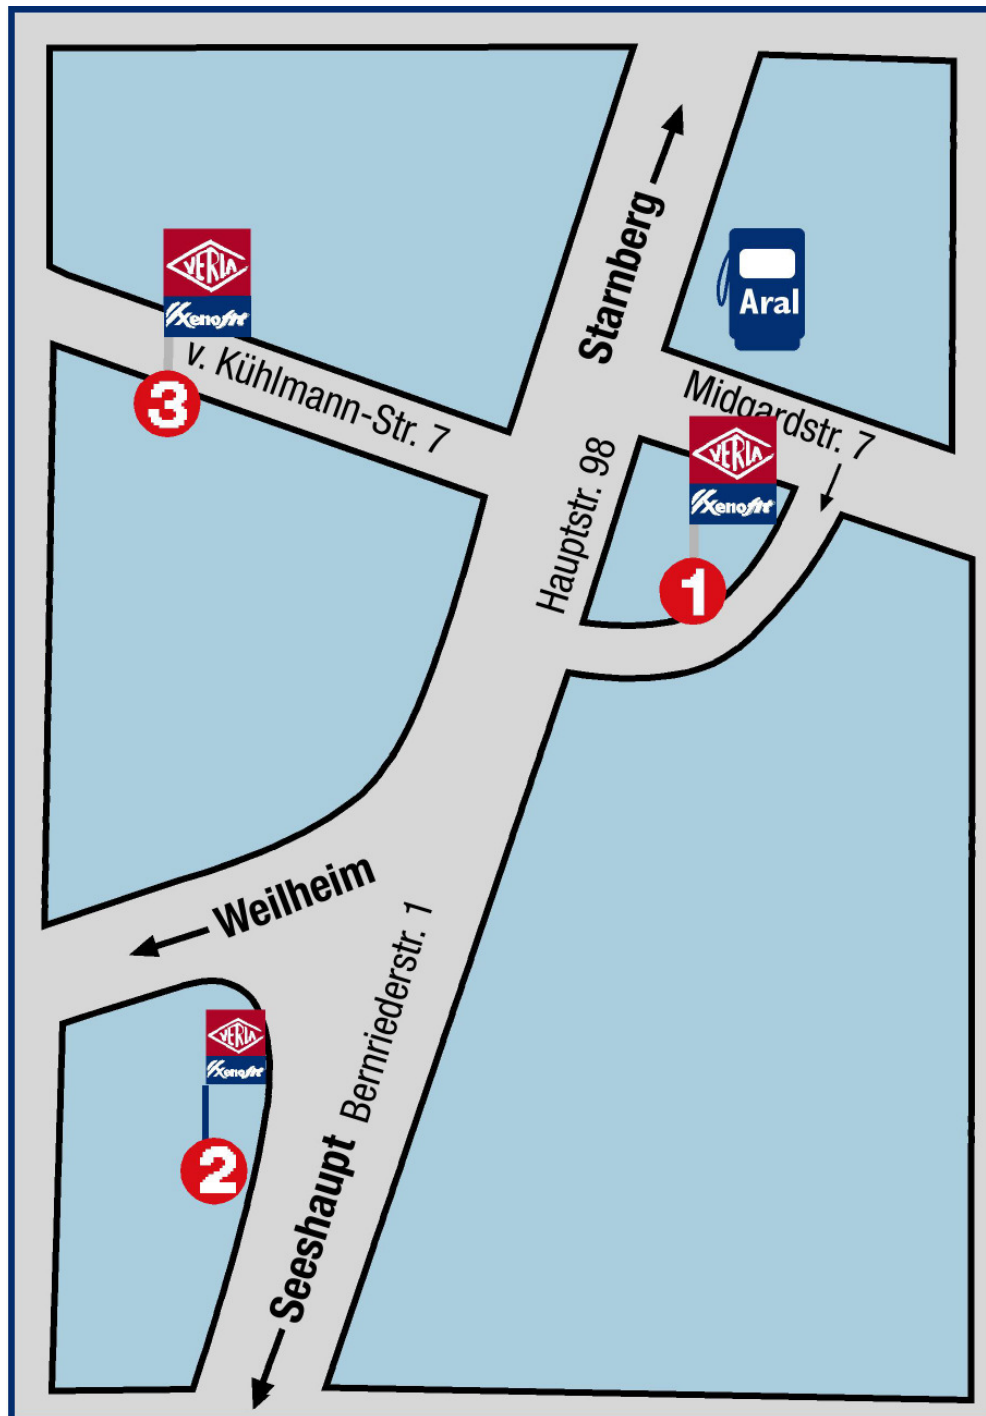 Starnberg
Aral
VERLA
Xenofit
v. Kühlmann-Str. 7
3
Midgardstr. 7
VERLA
Xenofit
Hauptstr. 98
1
Weilheim
Bernriederstr. 1
VERLA
Xenofit
2
Seeshaupt